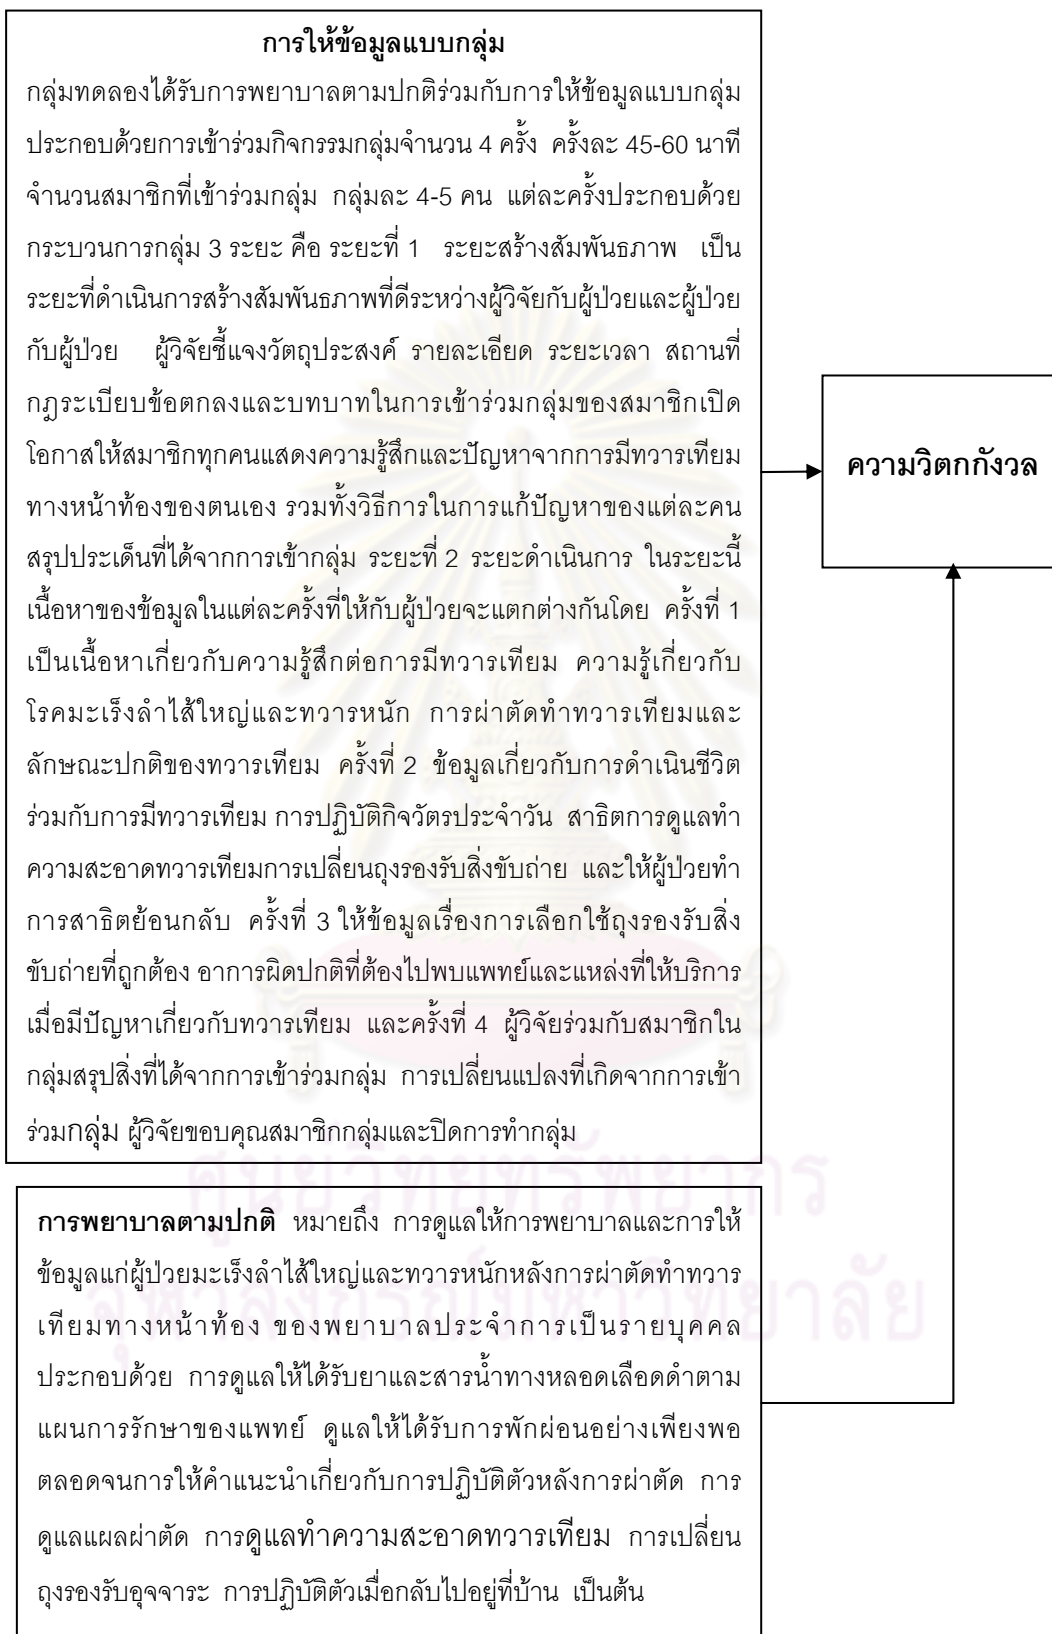 การให้ข้อมูลแบบกลุ่ม
กลุ่มทดลองได้รับการพยาบาลตามปกติร่วมกับการให้ข้อมูลแบบกลุ่ม
ประกอบด้วยการเข้าร่วมกิจกรรมกลุ่มจำนวน 4 ครั้ง ครั้งละ 45-60 นาที
จำนวนสมาชิกที่เข้าร่วมกลุ่ม กลุ่มละ 4-5 คน แต่ละครั้งประกอบด้วย
กระบวนการกลุ่ม 3 ระยะ คือ ระยะที่ 1 ระยะสร้างสัมพันธภาพ เป็น
ระยะที่ดำเนินการสร้างสัมพันธภาพที่ดีระหว่างผู้วิจัยกับผู้ป่วยและผู้ป่วย
กับผู้ป่วย ผู้วิจัยชี้แจงวัตถุประสงค์ รายละเอียด ระยะเวลา สถานที่
กฎระเบียบข้อตกลงและบทบาทในการเข้าร่วมกลุ่มของสมาชิกเปิด
โอกาสให้สมาชิกทุกคนแสดงความรู้สึกและปัญหาจากการมีทวารเทียม
ทางหน้าท้องของตนเอง รวมทั้งวิธีการในการแก้ปัญหาของแต่ละคน
สรุปประเด็นที่ได้จากการเข้ากลุ่ม ระยะที่ 2 ระยะดำเนินการ ในระยะนี้
เนื้อหาของข้อมูลในแต่ละครั้งที่ให้กับผู้ป่วยจะแตกต่างกันโดย ครั้งที่ 1
เป็นเนื้อหาเกี่ยวกับความรู้สึกต่อการมีทวารเทียม ความรู้เกี่ยวกับ
โรคมะเร็งลำไส้ใหญ่และทวารหนัก การผ่าตัดทำทวารเทียมและ
ลักษณะปกติของทวารเทียม ครั้งที่ 2 ข้อมูลเกี่ยวกับการดำเนินชีวิต
ร่วมกับการมีทวารเทียม การปฏิบัติกิจวัตรประจำวัน สาธิตการดูแลทำ
ความสะอาดทวารเทียมการเปลี่ยนถุงรองรับสิ่งขับถ่าย และให้ผู้ป่วยทำ
การสาธิตย้อนกลับ ครั้งที่ 3 ให้ข้อมูลเรื่องการเลือกใช้ถุงรองรับสิ่ง
ขับถ่ายที่ถูกต้อง อาการผิดปกติที่ต้องไปพบแพทย์และแหล่งที่ให้บริการ
เมื่อมีปัญหาเกี่ยวกับทวารเทียม และครั้งที่ 4 ผู้วิจัยร่วมกับสมาชิกใน
กลุ่มสรุปสิ่งที่ได้จากการเข้าร่วมกลุ่ม การเปลี่ยนแปลงที่เกิดจากการเข้า
ร่วมกลุ่ม ผู้วิจัยขอบคุณสมาชิกกลุ่มและปิดการทำกลุ่ม
ความวิตกกังวล
ศูนย์วิทยทรัพยากร
จุฬาลงกรณ์มหาวิทยาลัย
การพยาบาลตามปกติ หมายถึง การดูแลให้การพยาบาลและการให้
ข้อมูลแก่ผู้ป่วยมะเร็งลำไส้ใหญ่และทวารหนักหลังการผ่าตัดทำทวาร
เทียมทางหน้าท้อง ของพยาบาลประจำการเป็นรายบุคคล
ประกอบด้วย การดูแลให้ได้รับยาและสารน้ำทางหลอดเลือดดำตาม
แผนการรักษาของแพทย์ ดูแลให้ได้รับการพักผ่อนอย่างเพียงพอ
ตลอดจนการให้คำแนะนำเกี่ยวกับการปฏิบัติตัวหลังการผ่าตัด การ
ดูแลแผลผ่าตัด การดูแลทำความสะอาดทวารเทียม การเปลี่ยน
ถุงรองรับอุจจาระ การปฏิบัติตัวเมื่อกลับไปอยู่ที่บ้าน เป็นต้น